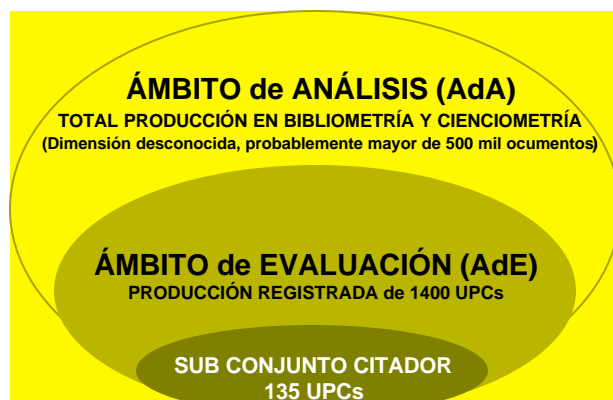 ÁMBITO de ANÁLISIS (AdA)
TOTAL PRODUCCIÓN EN BIBLIOMETRÍA Y CIENCIOMETRÍA
(Dimensión desconocida, probablemente mayor de 500 mil ocumentos)
ÁMBITO de EVALUACIÓN (AdE)
PRODUCCIÓN REGISTRADA de 1400 UPCs
SUB CONJUNTO CITADOR
135 UPCs